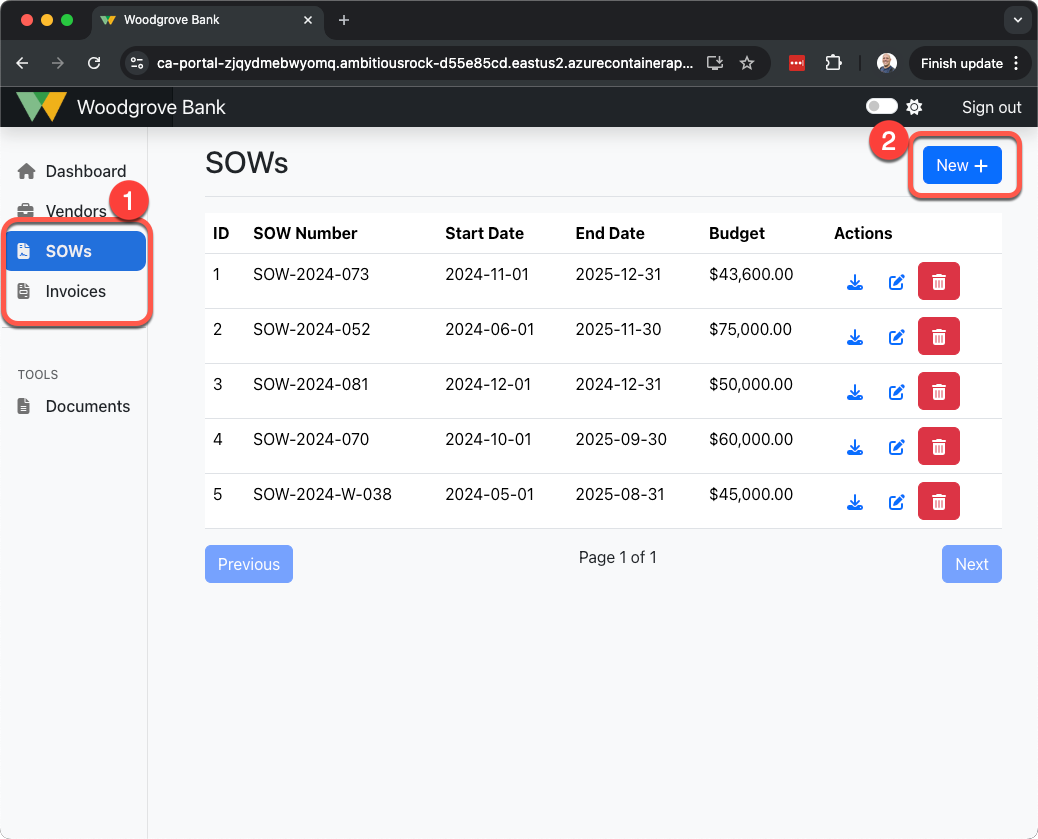 Woodgrove Bank
ca-portal-zjqydmebwyomq.ambitiousrock-d55e85cd.eastus2.azurecontainerap...
Finish update
Woodgrove Bank
Sign out
Dashboard
Vendors
1
SOWs
Invoices
TOOLS
Documents
SOWs
2
New +
ID SOW Number Start Date End Date Budget Actions
1 SOW-2024-073 2024-11-01 2025-12-31 $43,600.00
2 SOW-2024-052 2024-06-01 2025-11-30 $75,000.00
3 SOW-2024-081 2024-12-01 2024-12-31 $50,000.00
4 SOW-2024-070 2024-10-01 2025-09-30 $60,000.00
5 SOW-2024-W-038 2024-05-01 2025-08-31 $45,000.00
Previous
Page 1 of 1
Next